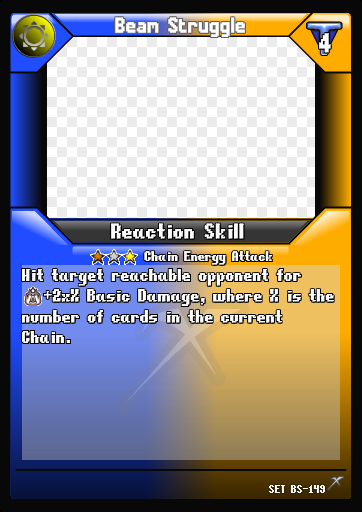 Beam Struggle
4
Reaction Skill
Chain Energy Attack
Hit target reachable opponent for
+2xX Basic Damage, where X is the
number of cards in the current
Chain.
SET BS-149